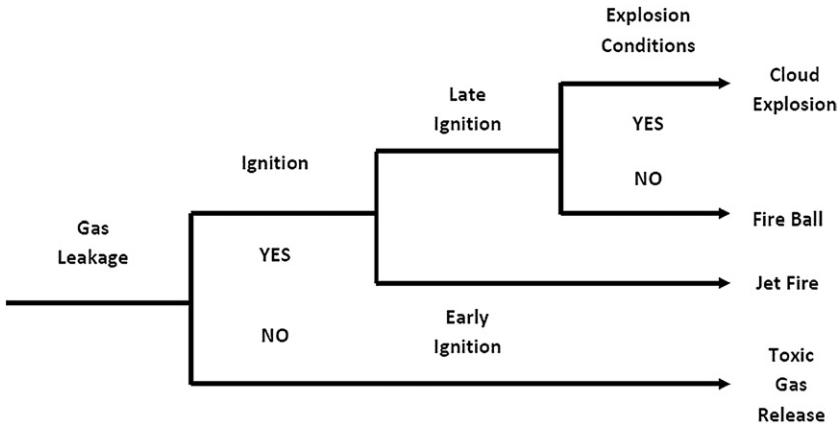 Explosion
Conditions
Cloud
Explosion
Late
Ignition
YES
Ignition
NO
Gas
Leakage
Fire Ball
YES
Jet Fire
Early
Ignition
NO
Toxic
Gas
Release